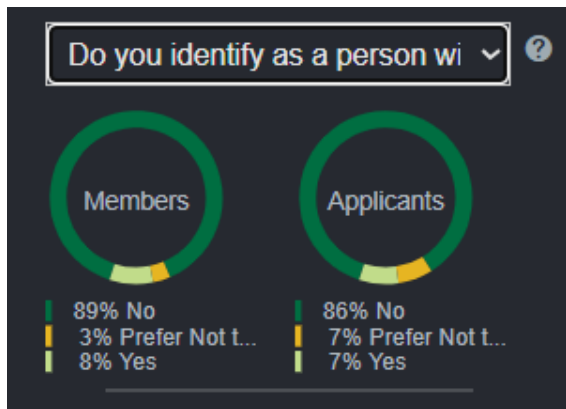 Do you identify as a person wi
?
Members
Applicants
89% No
3% Prefer Not t...
8% Yes
86% No
7% Prefer Not t...
7% Yes